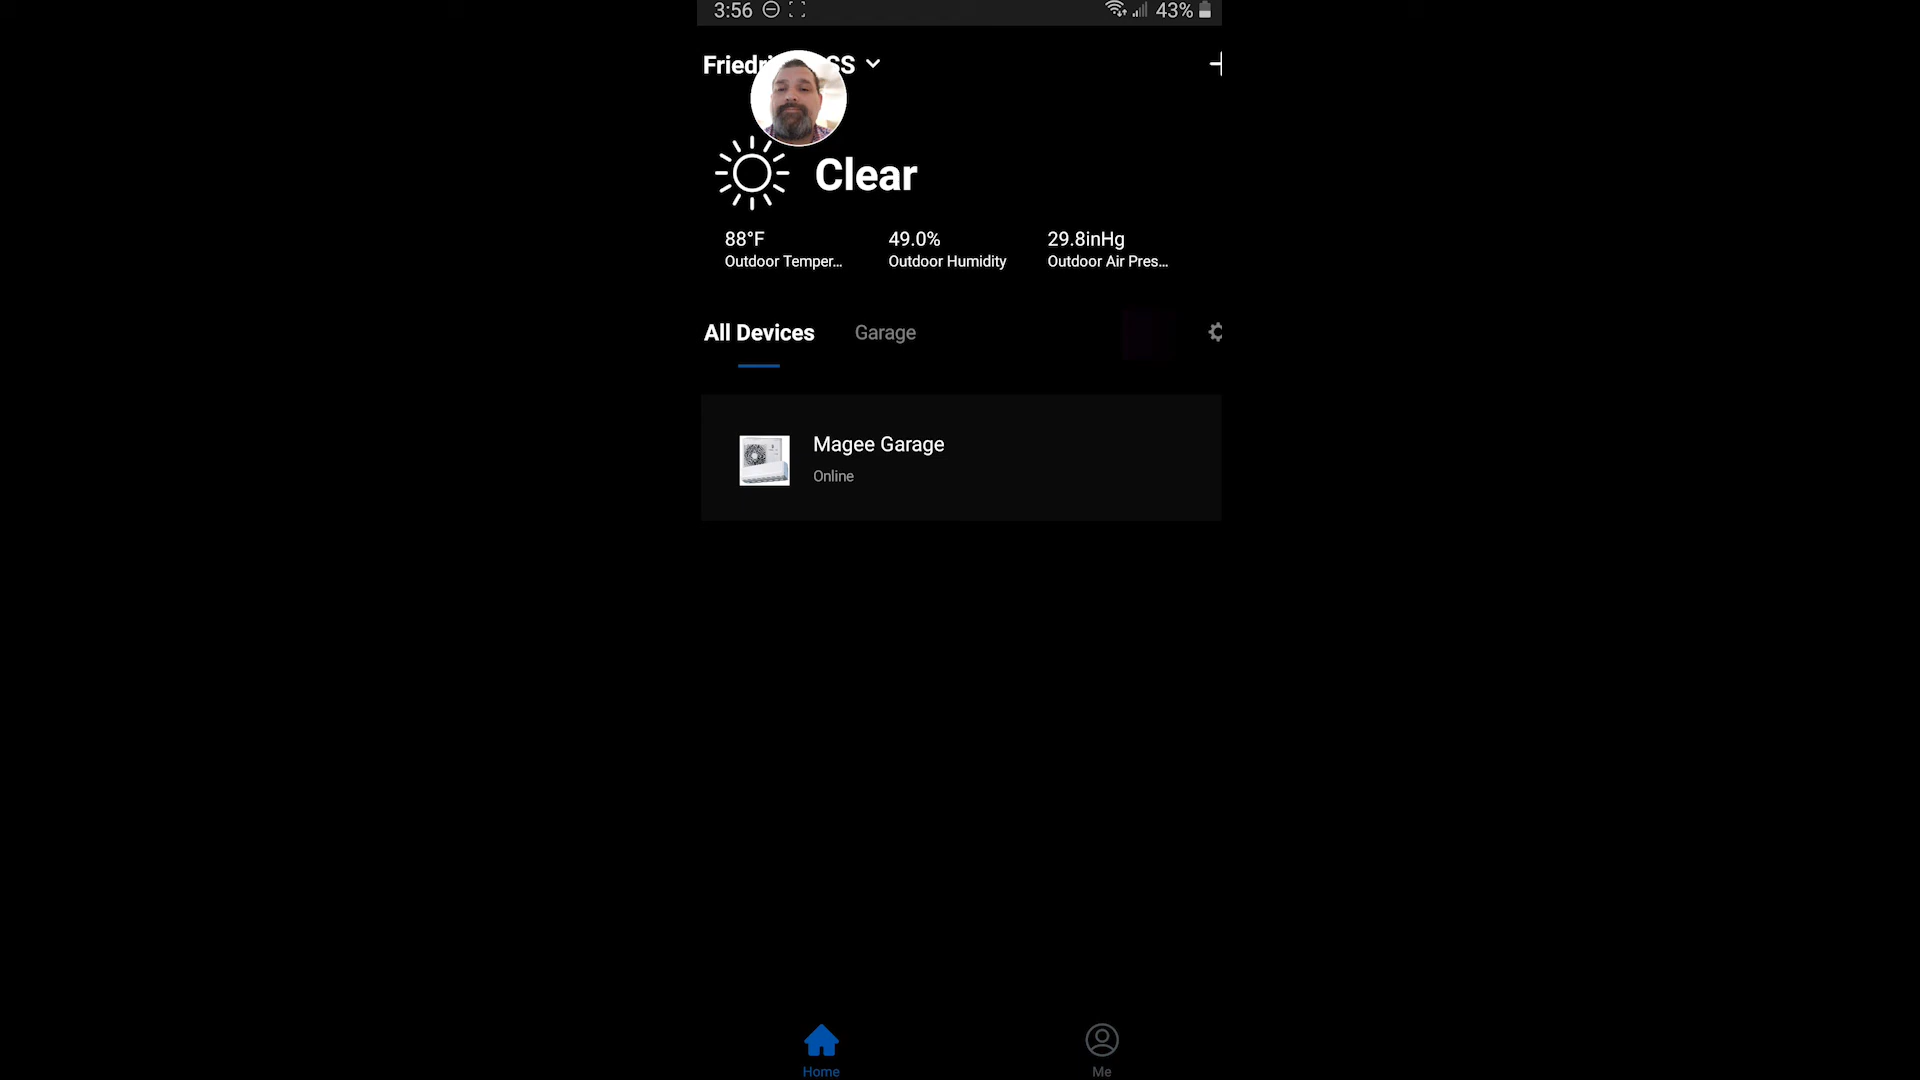 3:56 43%
SS
Clear
88°F 49.0% 29.8inHg
Outdoor Temper... Outdoor Humidity Outdoor Air Pres...
All Devices Garage
Magee Garage
Online
Home Me